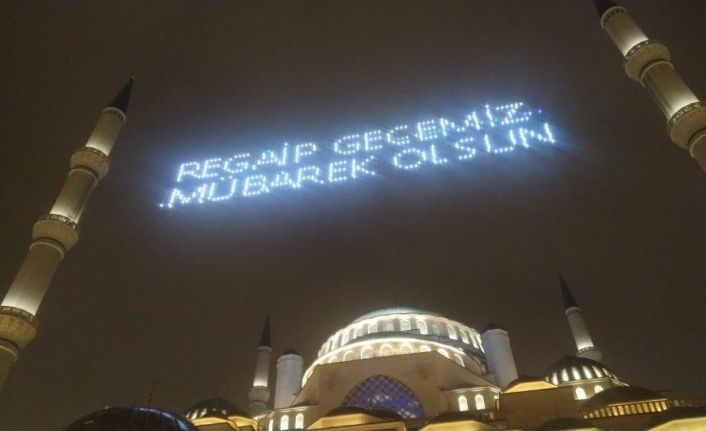 REGAİP GECEMİZ
MÜBAREK OLSUN